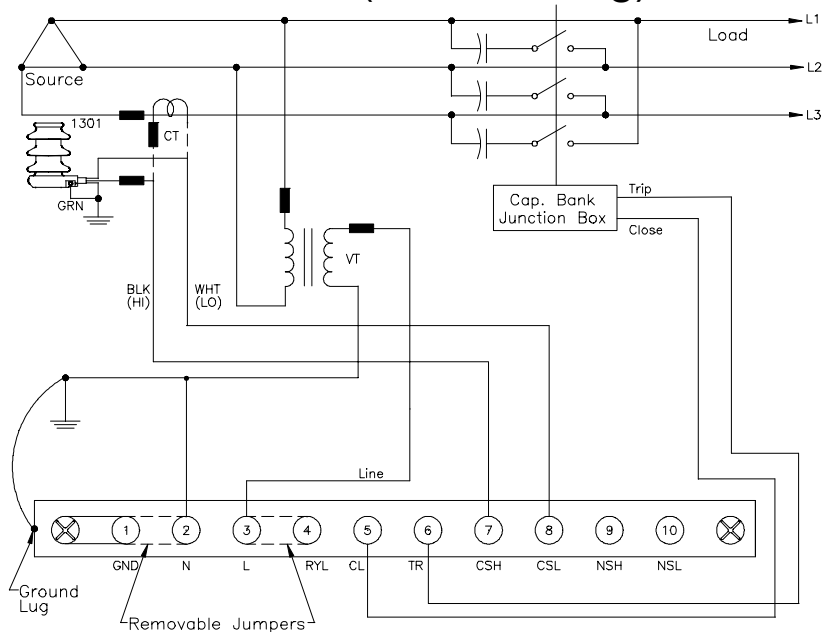 L1
Load
L2
Source
L3
1301
CT
GRN
Cap. Bank
Junction Box
Trip
Close
VT
BLK
(HI)
WHT
(LO)
Line
1 2 3 4 5 6 7 8 9 10
GND N L RYL CL TR CSH CSL NSH NSL
Ground
Lug
Removable Jumpers